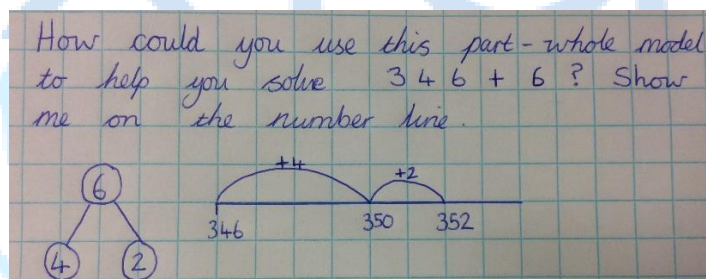 How could you use this part-whole model
to help you solve 346 + 6 ? Show
me on the number line.
+4 +2
6
346 350 352
4 2